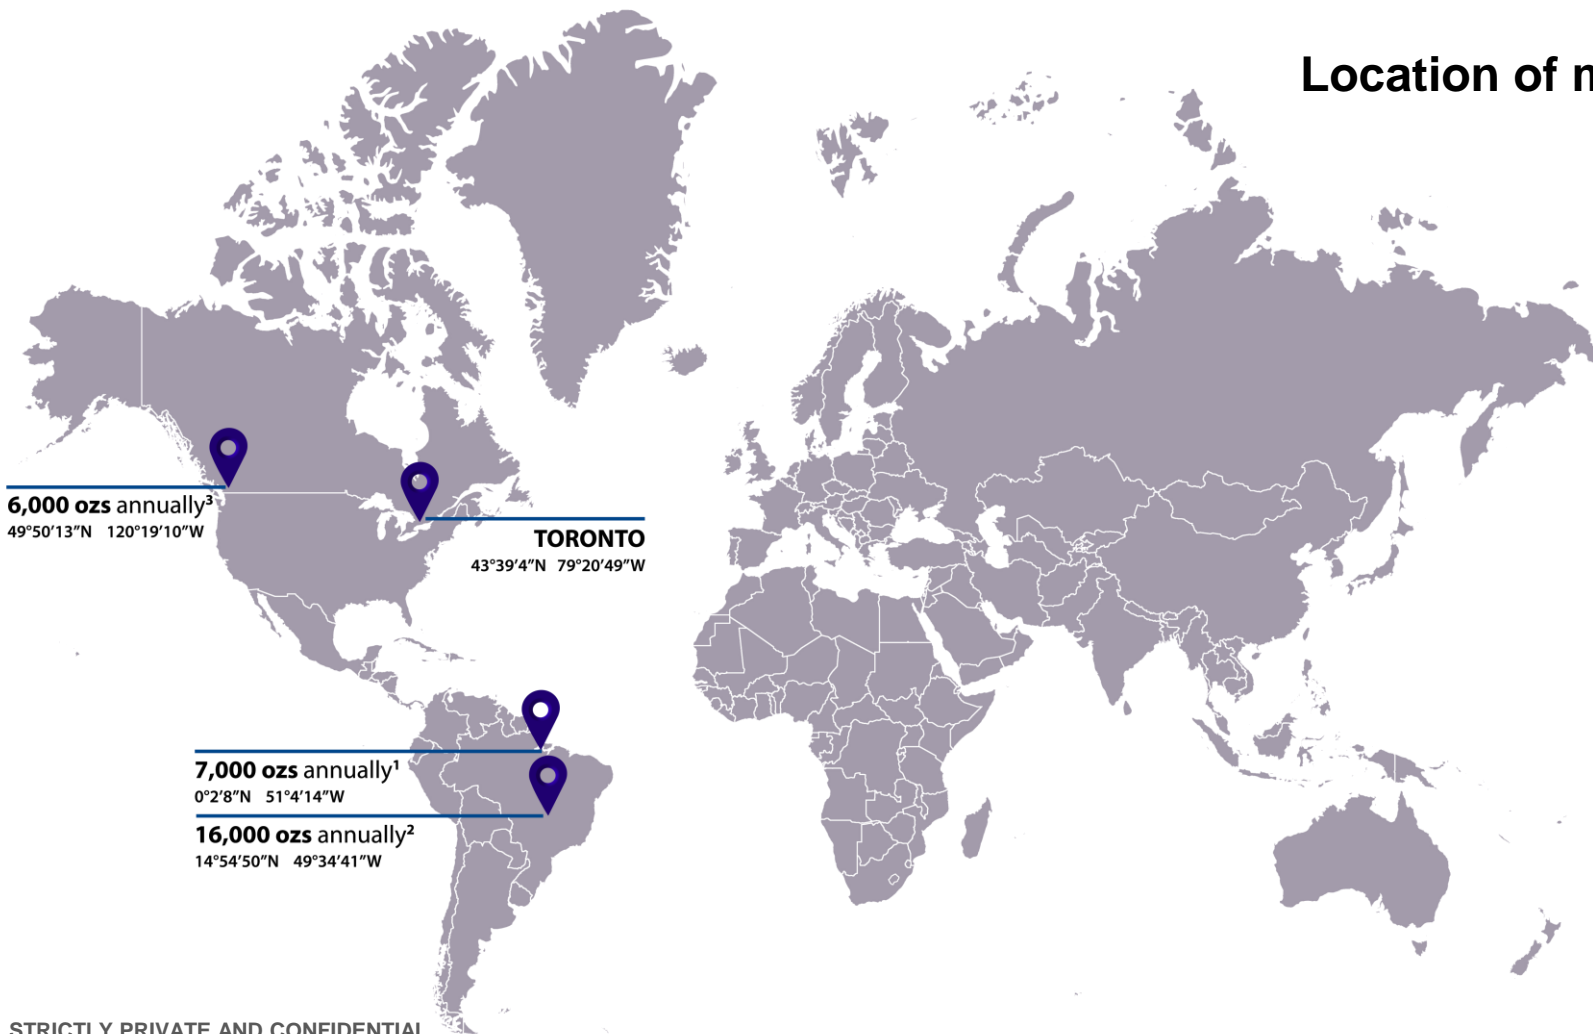 Location of
6,000 ozs annually³
49°50′13″N 120°19′10″W
TORONTO
43°39′4″N 79°20′49″W
7,000 ozs annually¹
0°2′8″N 51°4′14″W
16,000 ozs annually²
14°54′50″N 49°34′41″W
STRICTLY PRIVATE AND CONFIDENTIAL